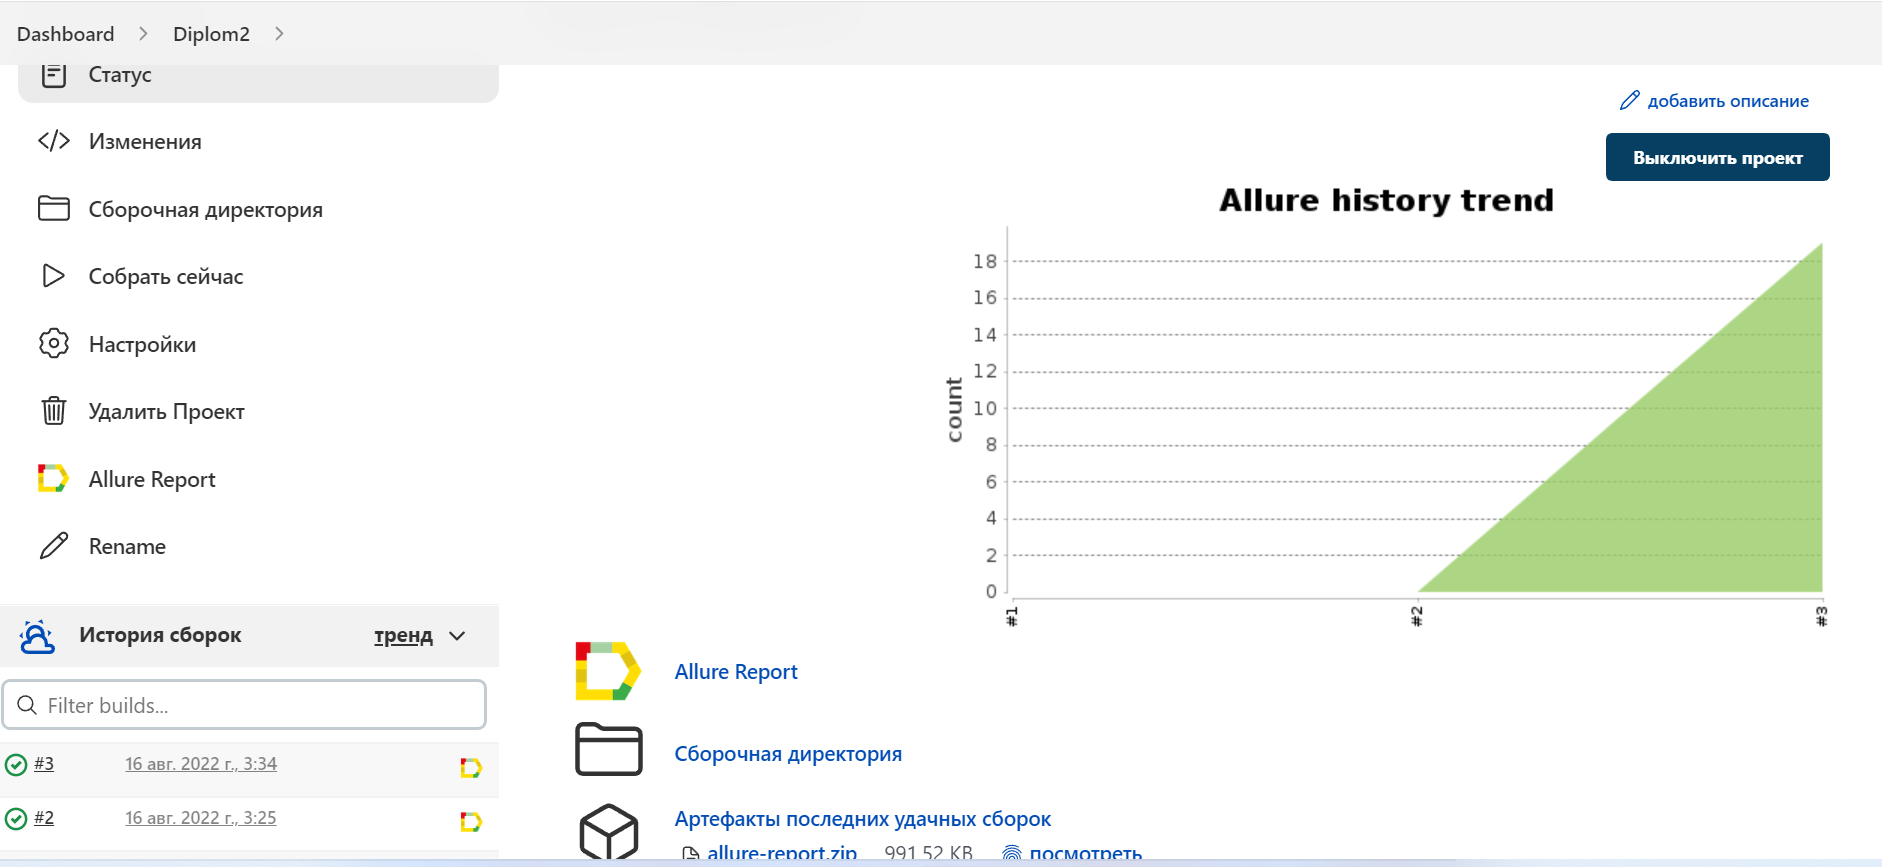 Dashboard
Diplom2
Статус
Изменения
Сборочная директория
Собрать сейчас
Настройки
Удалить Проект
Allure Report
Rename
История сборок
тренд
Filter builds...
#3
16 авг. 2022 г., 3:34
#2
16 авг. 2022 г., 3:25
добавить описание
Выключить проект
Allure history trend
count
18
16
14
12
10
8
6
4
2
0
#1
#2
#3
Allure Report
Сборочная директория
Артефакты последних удачных сборок
allure-report.zip 991,52 KB посмотреть